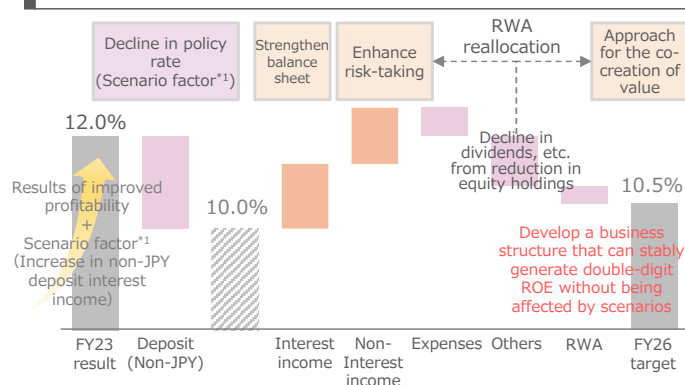 Decline in policy
rate
(Scenario factor*1)
Strengthen
balance
sheet
Enhance
risk-taking
RWA
reallocation
Approach
for the co-
creation of
value
12.0%
Results of improved
profitability
+
Scenario factor*1
(Increase in non-JPY
deposit interest
income)
10.0%
Decline in
dividends, etc.
from reduction in
equity holdings
10.5%
Develop a business
structure that can stably
generate double-digit
ROE without being
affected by scenarios
FY23
result
Deposit
(Non-JPY)
Interest
income
Non-
Interest
income
Expenses
Others
RWA
FY26
target